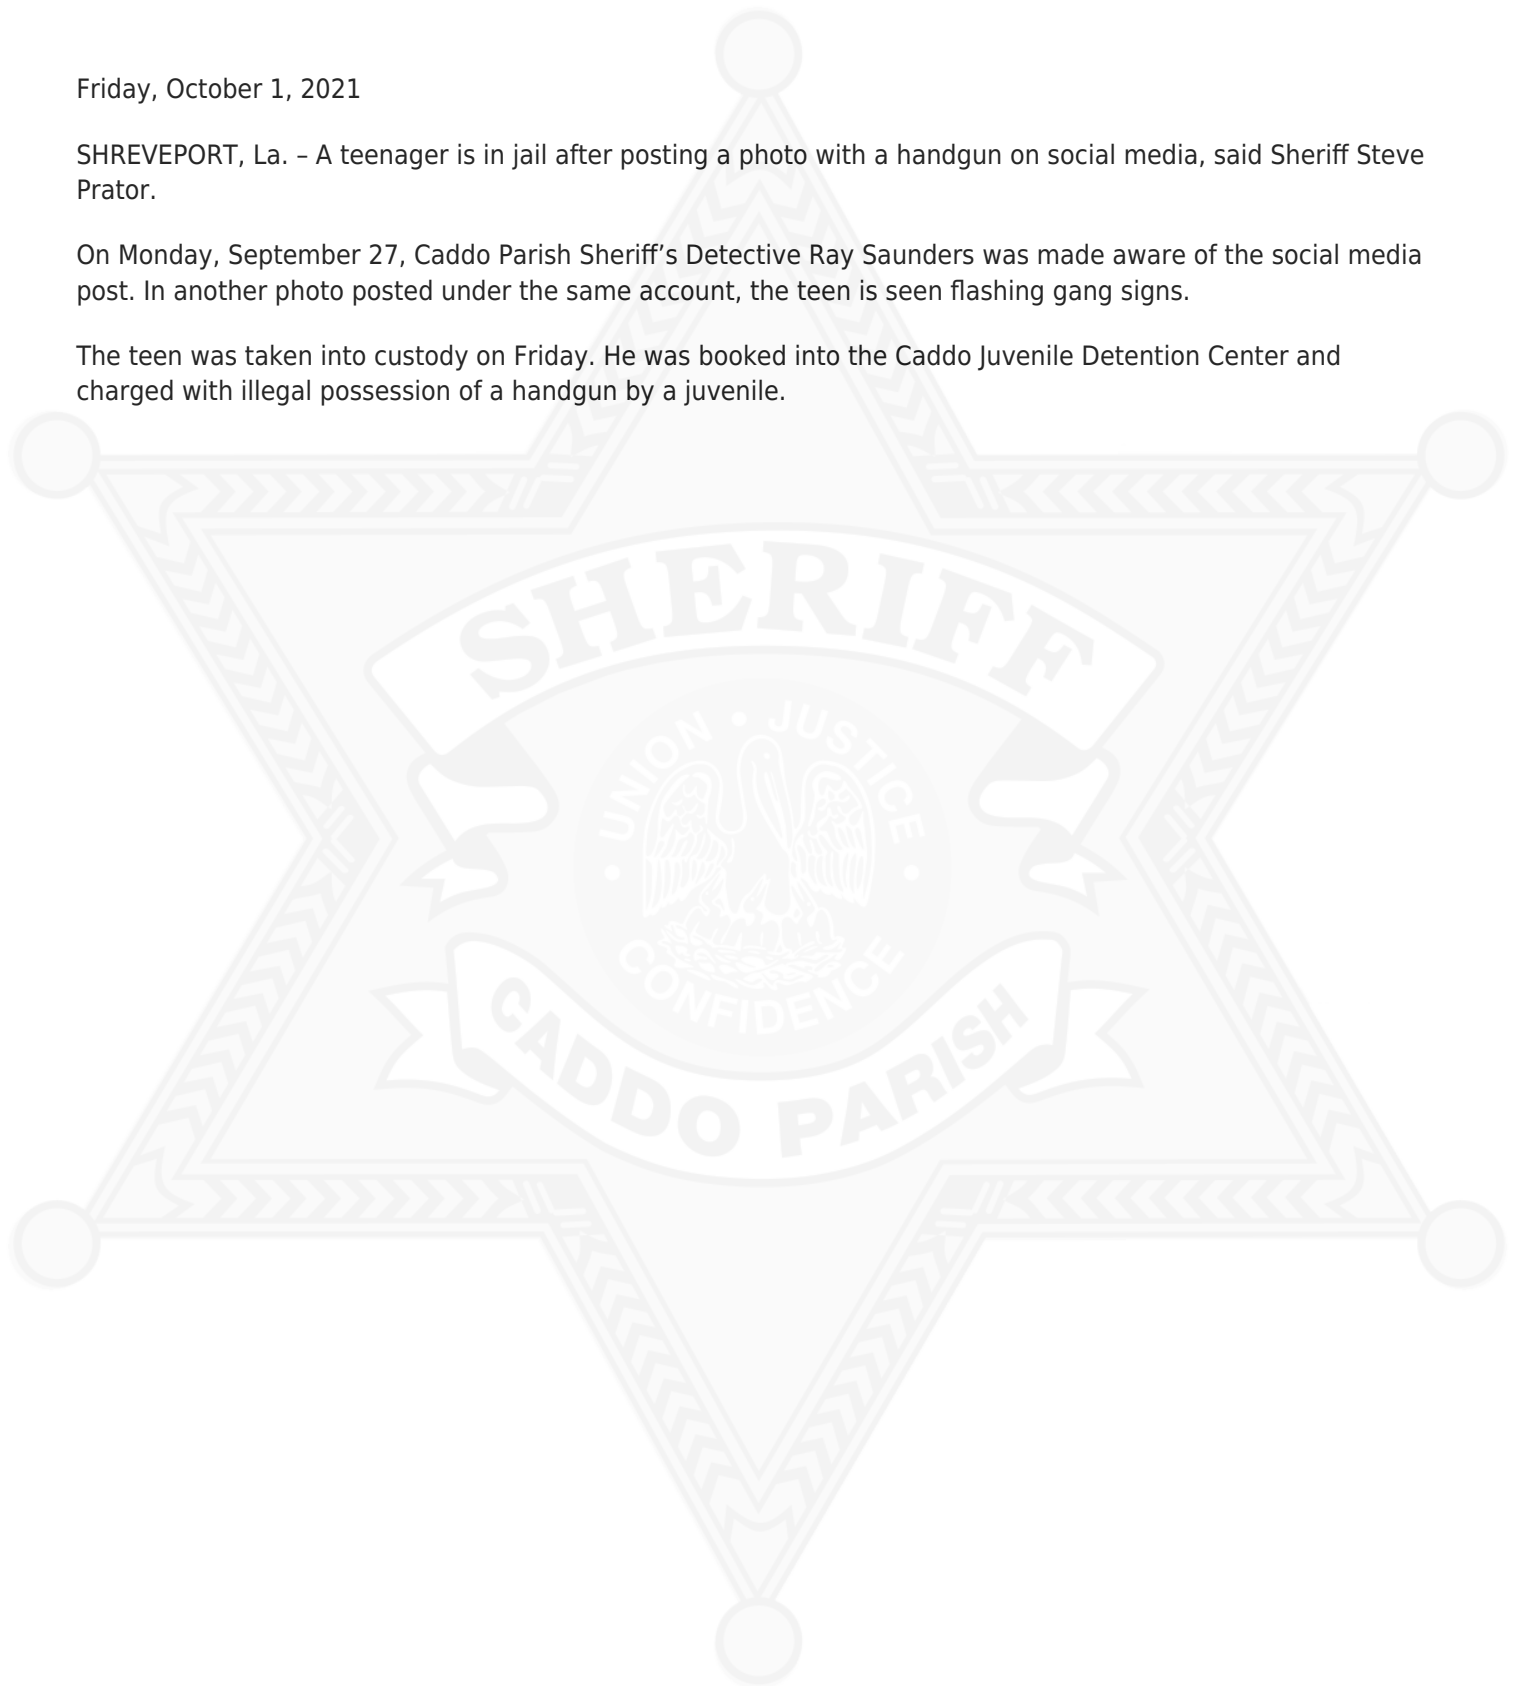 Friday, October 1, 2021
SHREVEPORT, La. – A teenager is in jail after posting a photo with a handgun on social media, said Sheriff Steve
Prator.
On Monday, September 27, Caddo Parish Sheriff’s Detective Ray Saunders was made aware of the social media
post. In another photo posted under the same account, the teen is seen flashing gang signs.
The teen was taken into custody on Friday. He was booked into the Caddo Juvenile Detention Center and
charged with illegal possession of a handgun by a juvenile.
SHERIFF
UNION • JUSTICE
• CONFIDENCE •
CADDO PARISH